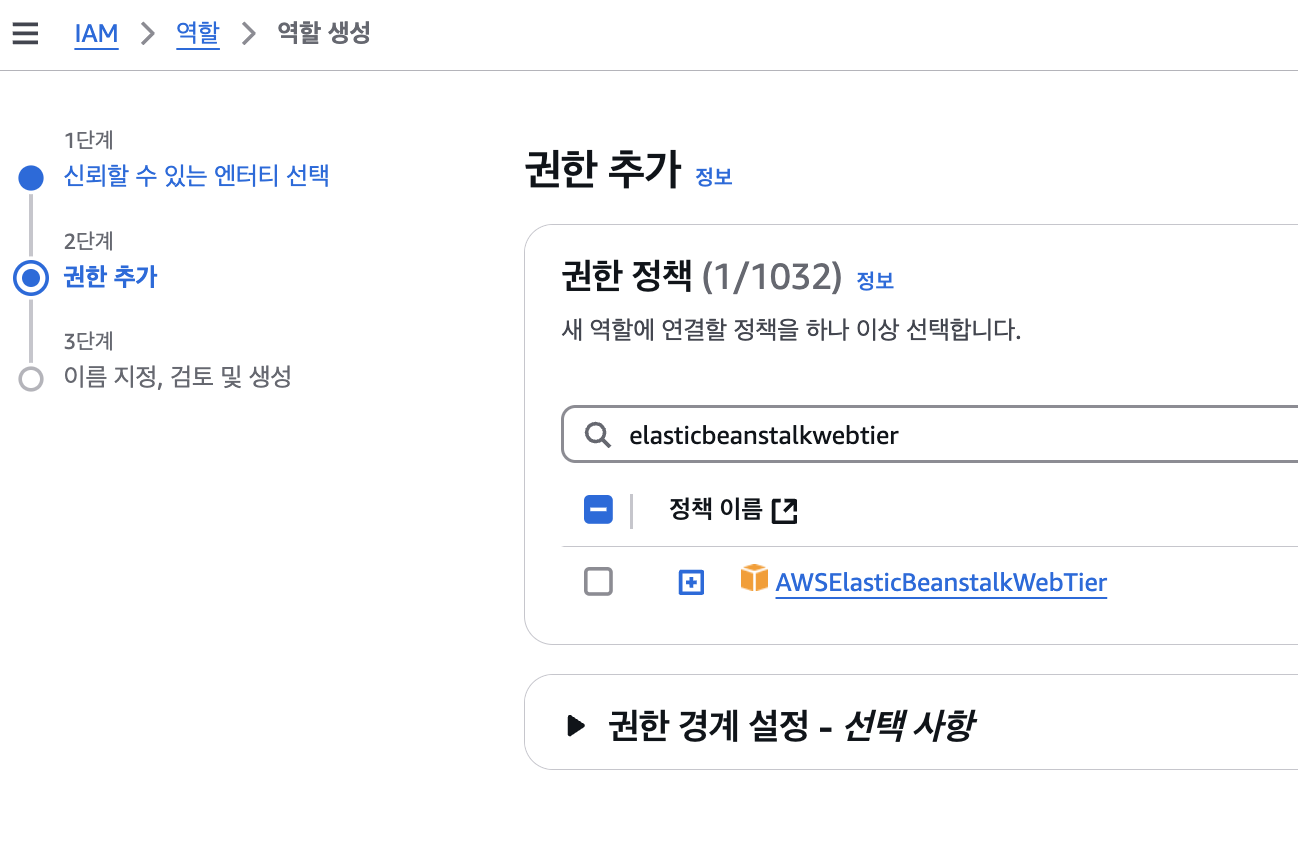 IAM > 역할 > 역할 생성
1단계
신뢰할 수 있는 엔터티 선택
2단계
권한 추가
3단계
이름 지정, 검토 및 생성
권한 추가 정보
권한 정책 (1/1032) 정보
새 역할에 연결할 정책을 하나 이상 선택합니다.
elasticbeanstalkwebtier
정책 이름
AWSElasticBeanstalkWebTier
권한 경계 설정 - 선택 사항